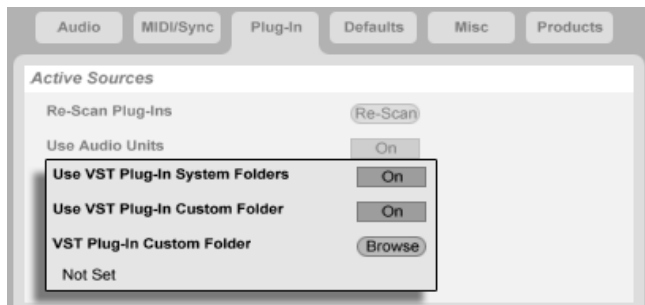 Audio MIDI/Sync Plug-In Defaults Misc Products
Active Sources
Re-Scan Plug-Ins Re-Scan
Use Audio Units On
Use VST Plug-In System Folders On
Use VST Plug-In Custom Folder On
VST Plug-In Custom Folder Browse
Not Set